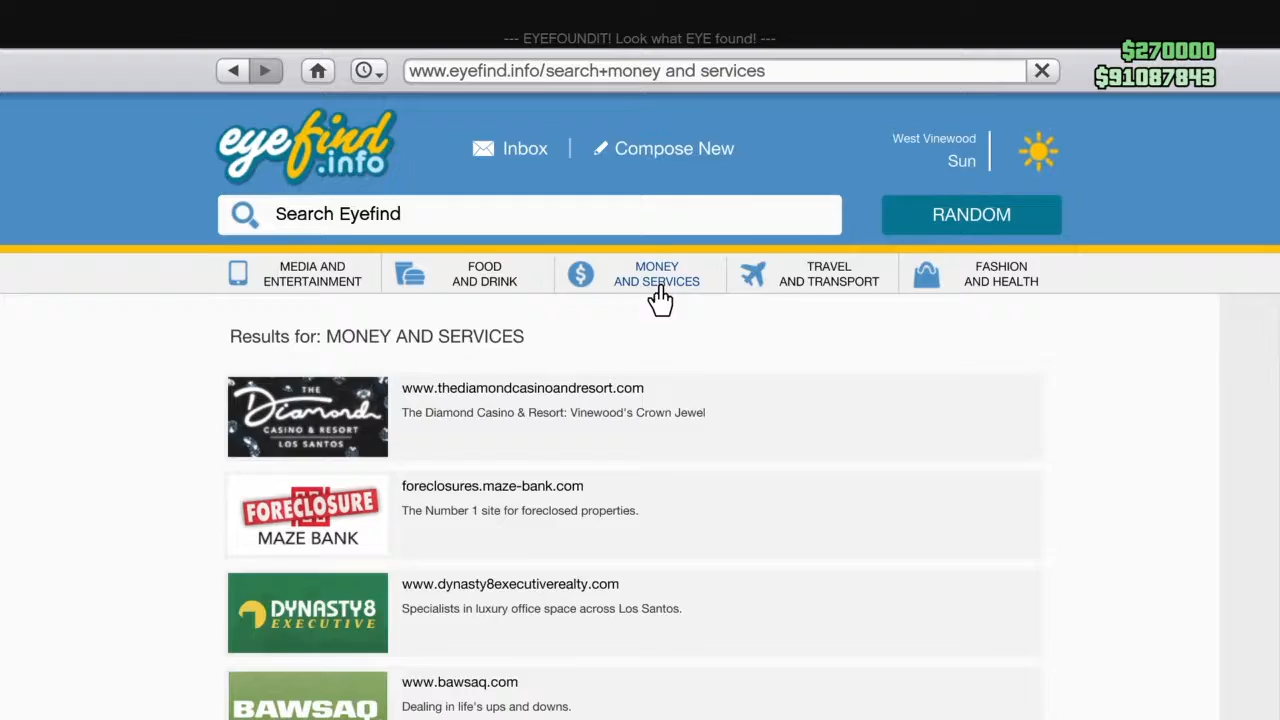 --- EYEFOUNDIT! Look what EYE found! ---
$270000
www.eyefind.info/search+money and services
$91087843
eyefind
.info
Inbox
Compose New
West Vinewood
Sun
Search Eyefind
RANDOM
MEDIA AND
ENTERTAINMENT
FOOD
AND DRINK
MONEY
AND SERVICES
TRAVEL
AND TRANSPORT
FASHION
AND HEALTH
Results for: MONEY AND SERVICES
THE
Diamond
CASINO & RESORT
LOS SANTOS
www.thediamondcasinoandresort.com
The Diamond Casino & Resort: Vinewood's Crown Jewel
FORECLOSURE
MAZE BANK
foreclosures.maze-bank.com
The Number 1 site for foreclosed properties.
DYNASTY8
EXECUTIVE
www.dynasty8executiverealty.com
Specialists in luxury office space across Los Santos.
BAWSAQ
www.bawsaq.com
Dealing in life's ups and downs.